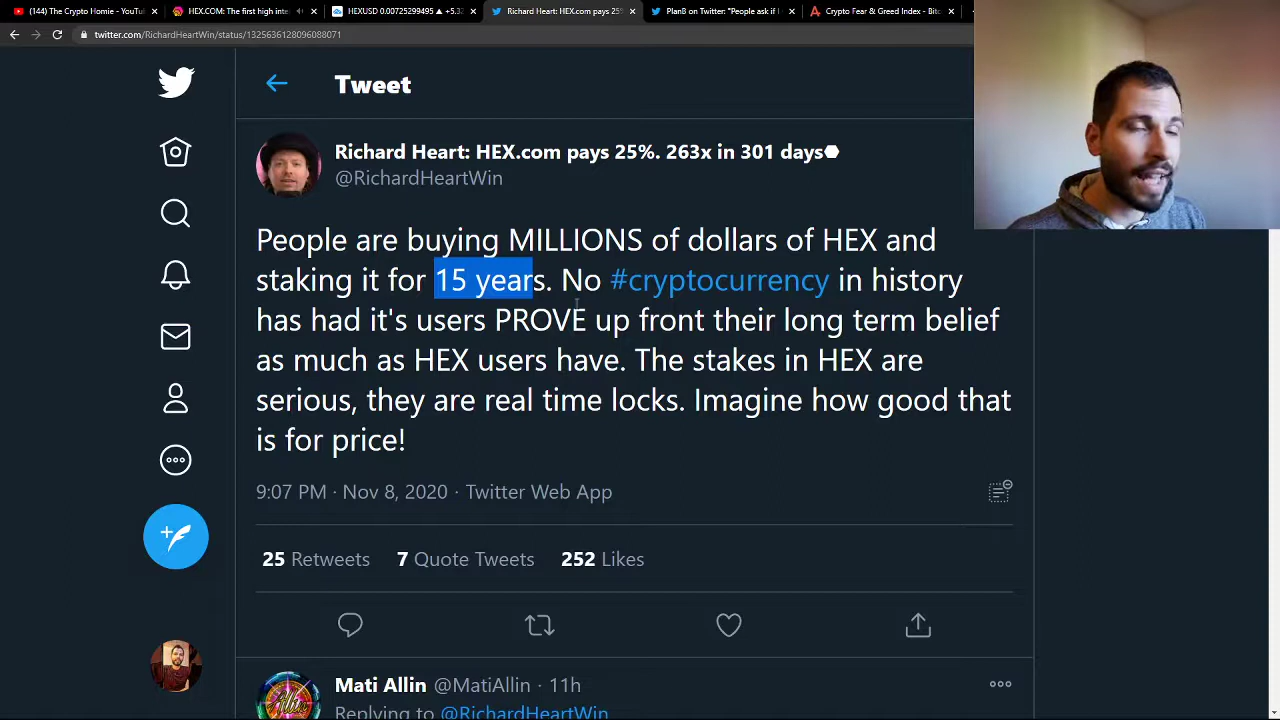 (144) The Crypto Homie - YouTub
HEX.COM: The first high inte
HEXUSD 0.00725299495 ▲ +5.32
Richard Heart: HEX.com pays 25%
PlanB on Twitter: "People ask if I
Crypto Fear & Greed Index - Bitc
twitter.com/RichardHeartWin/status/1325636128096088071
Tweet
Richard Heart: HEX.com pays 25%. 263x in 301 days
@RichardHeartWin
People are buying MILLIONS of dollars of HEX and
staking it for 15 years. No #cryptocurrency in history
has had it's users PROVE up front their long term belief
as much as HEX users have. The stakes in HEX are
serious, they are real time locks. Imagine how good that
is for price!
9:07 PM · Nov 8, 2020 · Twitter Web App
25 Retweets 7 Quote Tweets 252 Likes
Mati Allin @MatiAllin · 11h
Replying to @RichardHeartWin